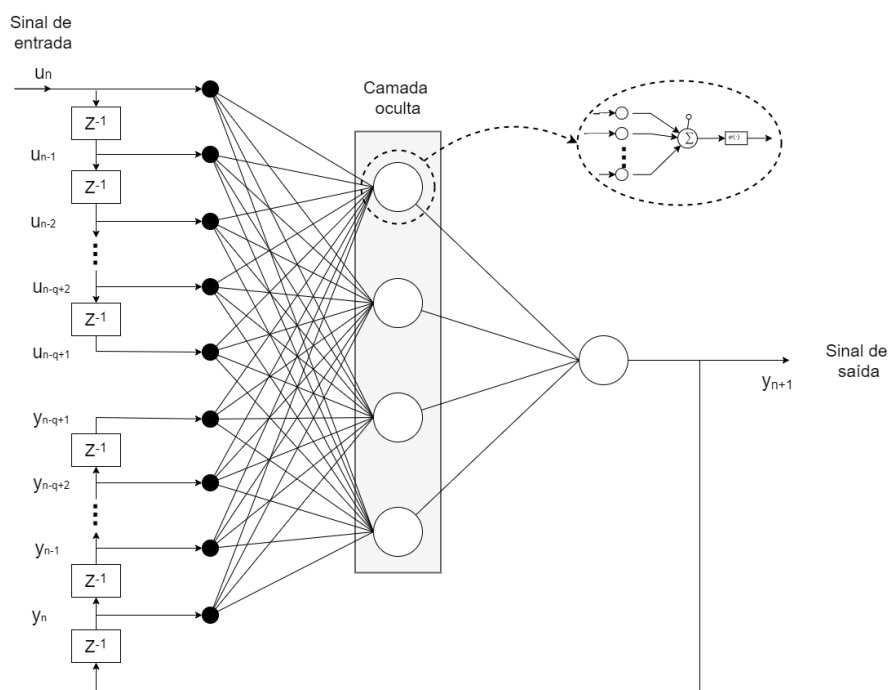 Sinal de
entrada
uₙ
Z⁻¹
uₙ₋₁
Z⁻¹
uₙ₋₂
uₙ₋q₊₂
Z⁻¹
uₙ₋q₊₁
yₙ₋q₊₁
Z⁻¹
yₙ₋q₊₂
yₙ₋₁
Z⁻¹
yₙ
Z⁻¹
Camada
oculta
Σ
φ(·)
Sinal de
saída
yₙ₊₁